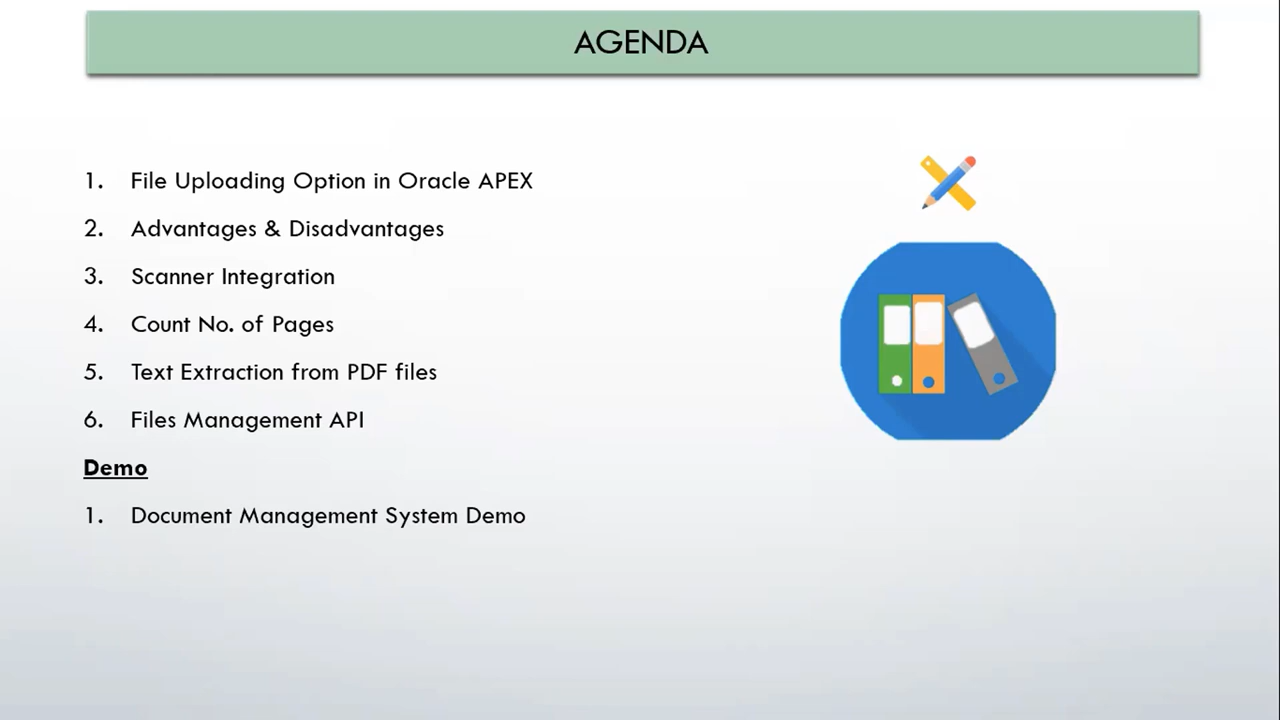 AGENDA
1. File Uploading Option in Oracle APEX
2. Advantages & Disadvantages
3. Scanner Integration
4. Count No. of Pages
5. Text Extraction from PDF files
6. Files Management API
Demo
1. Document Management System Demo